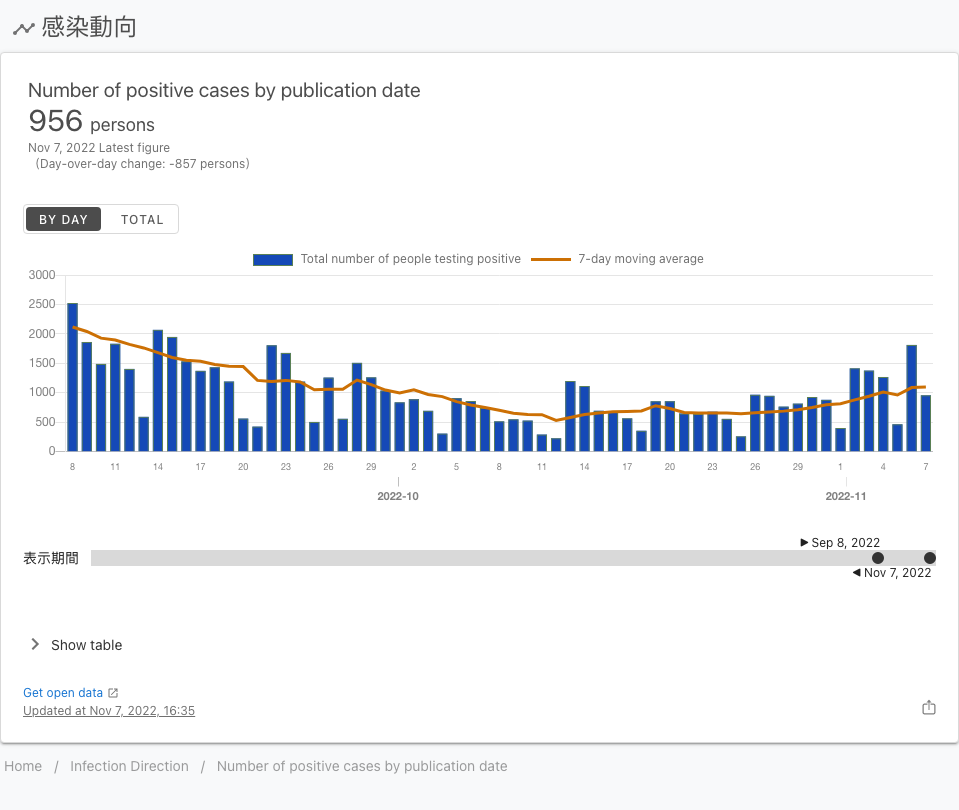 感染動向
Number of positive cases by publication date
956 persons
Nov 7, 2022 Latest figure
(Day-over-day change: -857 persons)
BY DAY TOTAL
Total number of people testing positive 7-day moving average
3000
2500
2000
1500
1000
500
0
8 11 14 17 20 23 26 29 2 5 8 11 14 17 20 23 26 29 1 4 7
2022-10 2022-11
Sep 8, 2022
表示期間
Nov 7, 2022
Show table
Get open data
Updated at Nov 7, 2022, 16:35
Home / Infection Direction / Number of positive cases by publication date